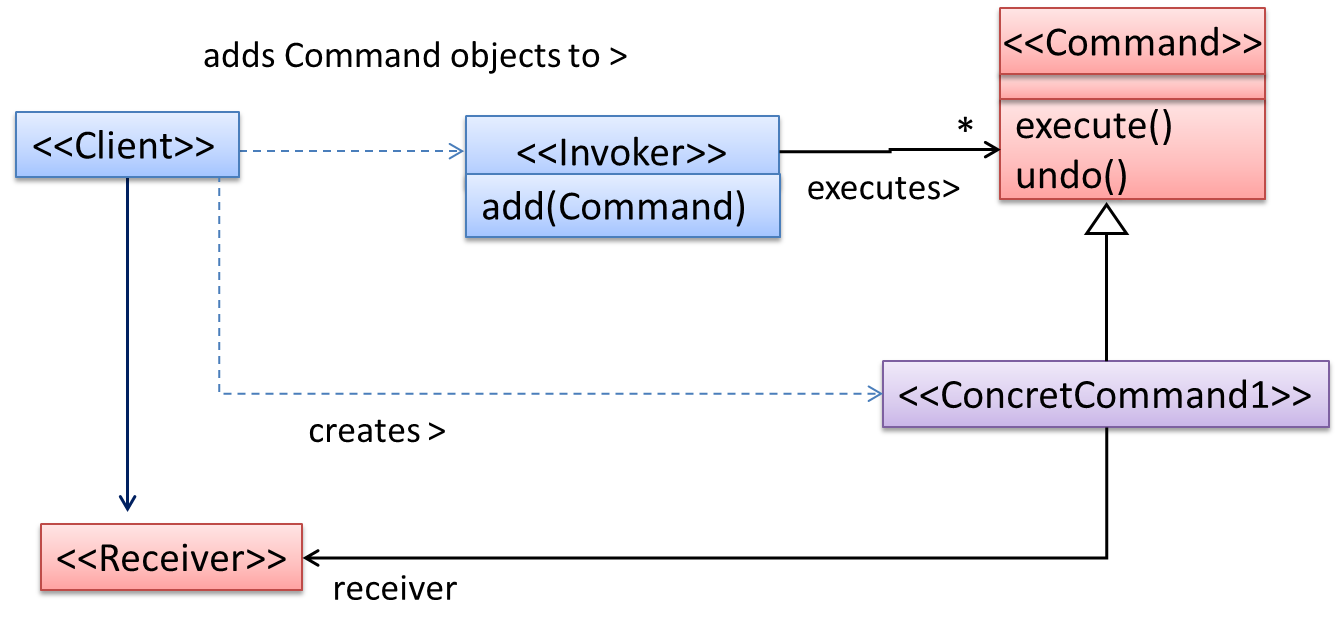 adds Command objects to >
<<Command>>
<<Client>>
<<Invoker>>
add(Command)
*
executes>
execute()
undo()
<<ConcretCommand1>>
creates >
<<Receiver>>
receiver